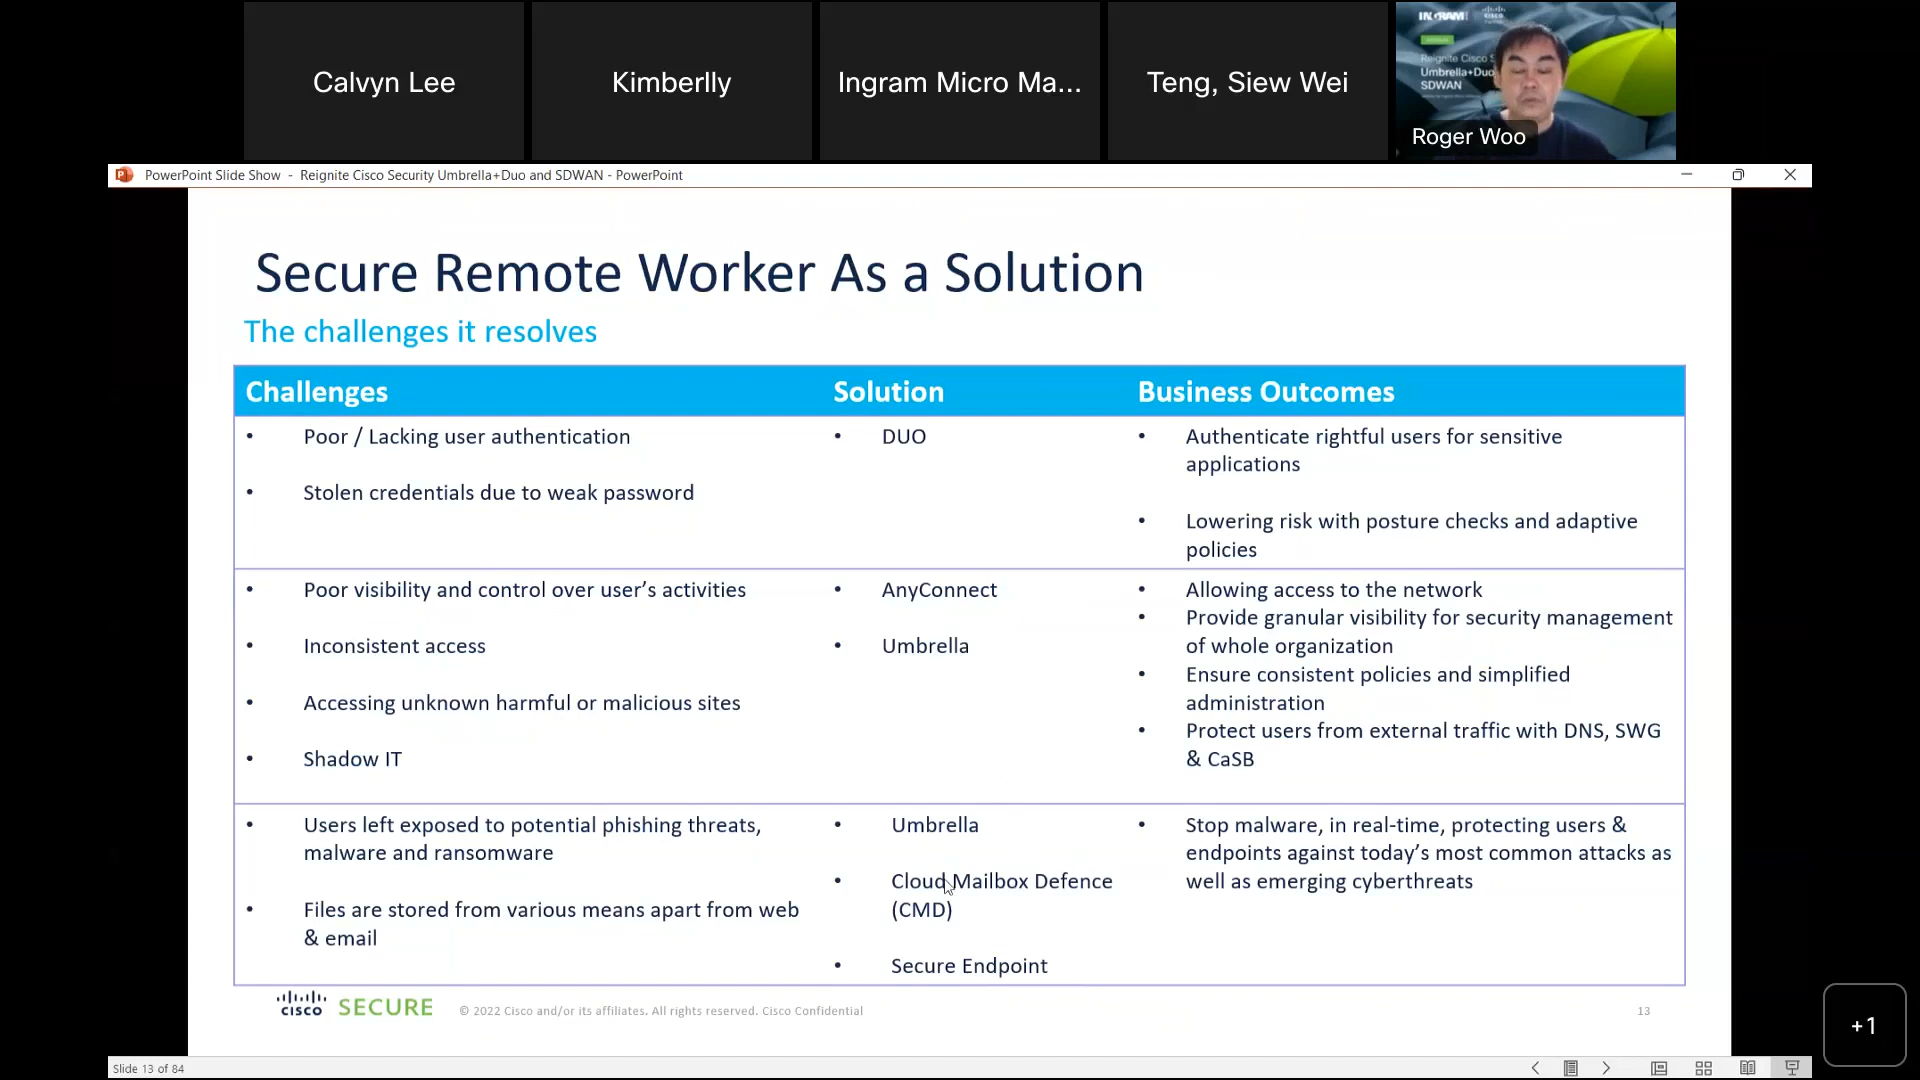 Calvyn Lee
Kimberlly
Ingram Micro Ma...
Teng, Siew Wei
Reignite Cisco S
Umbrella+Duo
SDWAN
Roger Woo
PowerPoint Slide Show - Reignite Cisco Security Umbrella+Duo and SDWAN - PowerPoint
Secure Remote Worker As a Solution
The challenges it resolves
Challenges
Solution
Business Outcomes
• Poor / Lacking user authentication
• Stolen credentials due to weak password
• DUO
• Authenticate rightful users for sensitive
applications
• Lowering risk with posture checks and adaptive
policies
• Poor visibility and control over user’s activities
• Inconsistent access
• Accessing unknown harmful or malicious sites
• Shadow IT
• AnyConnect
• Umbrella
• Allowing access to the network
• Provide granular visibility for security management
of whole organization
• Ensure consistent policies and simplified
administration
• Protect users from external traffic with DNS, SWG
& CaSB
• Users left exposed to potential phishing threats,
malware and ransomware
• Files are stored from various means apart from web
& email
• Umbrella
• Cloud Mailbox Defence
(CMD)
• Secure Endpoint
• Stop malware, in real-time, protecting users &
endpoints against today’s most common attacks as
well as emerging cyberthreats
cisco SECURE
© 2022 Cisco and/or its affiliates. All rights reserved. Cisco Confidential
13
+1
Slide 13 of 84